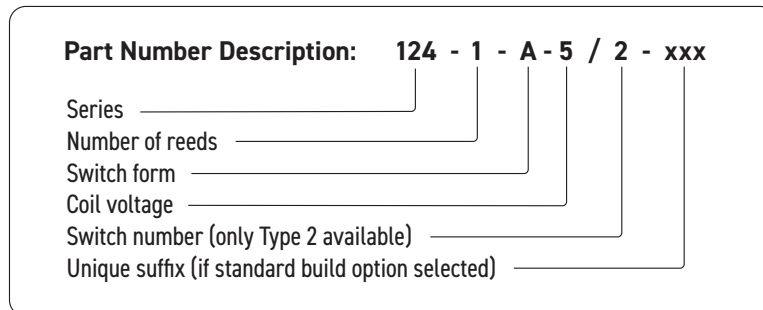 Part Number Description: 124 - 1 - A - 5 / 2 - xxx
Series
Number of reeds
Switch form
Coil voltage
Switch number (only Type 2 available)
Unique suffix (if standard build option selected)